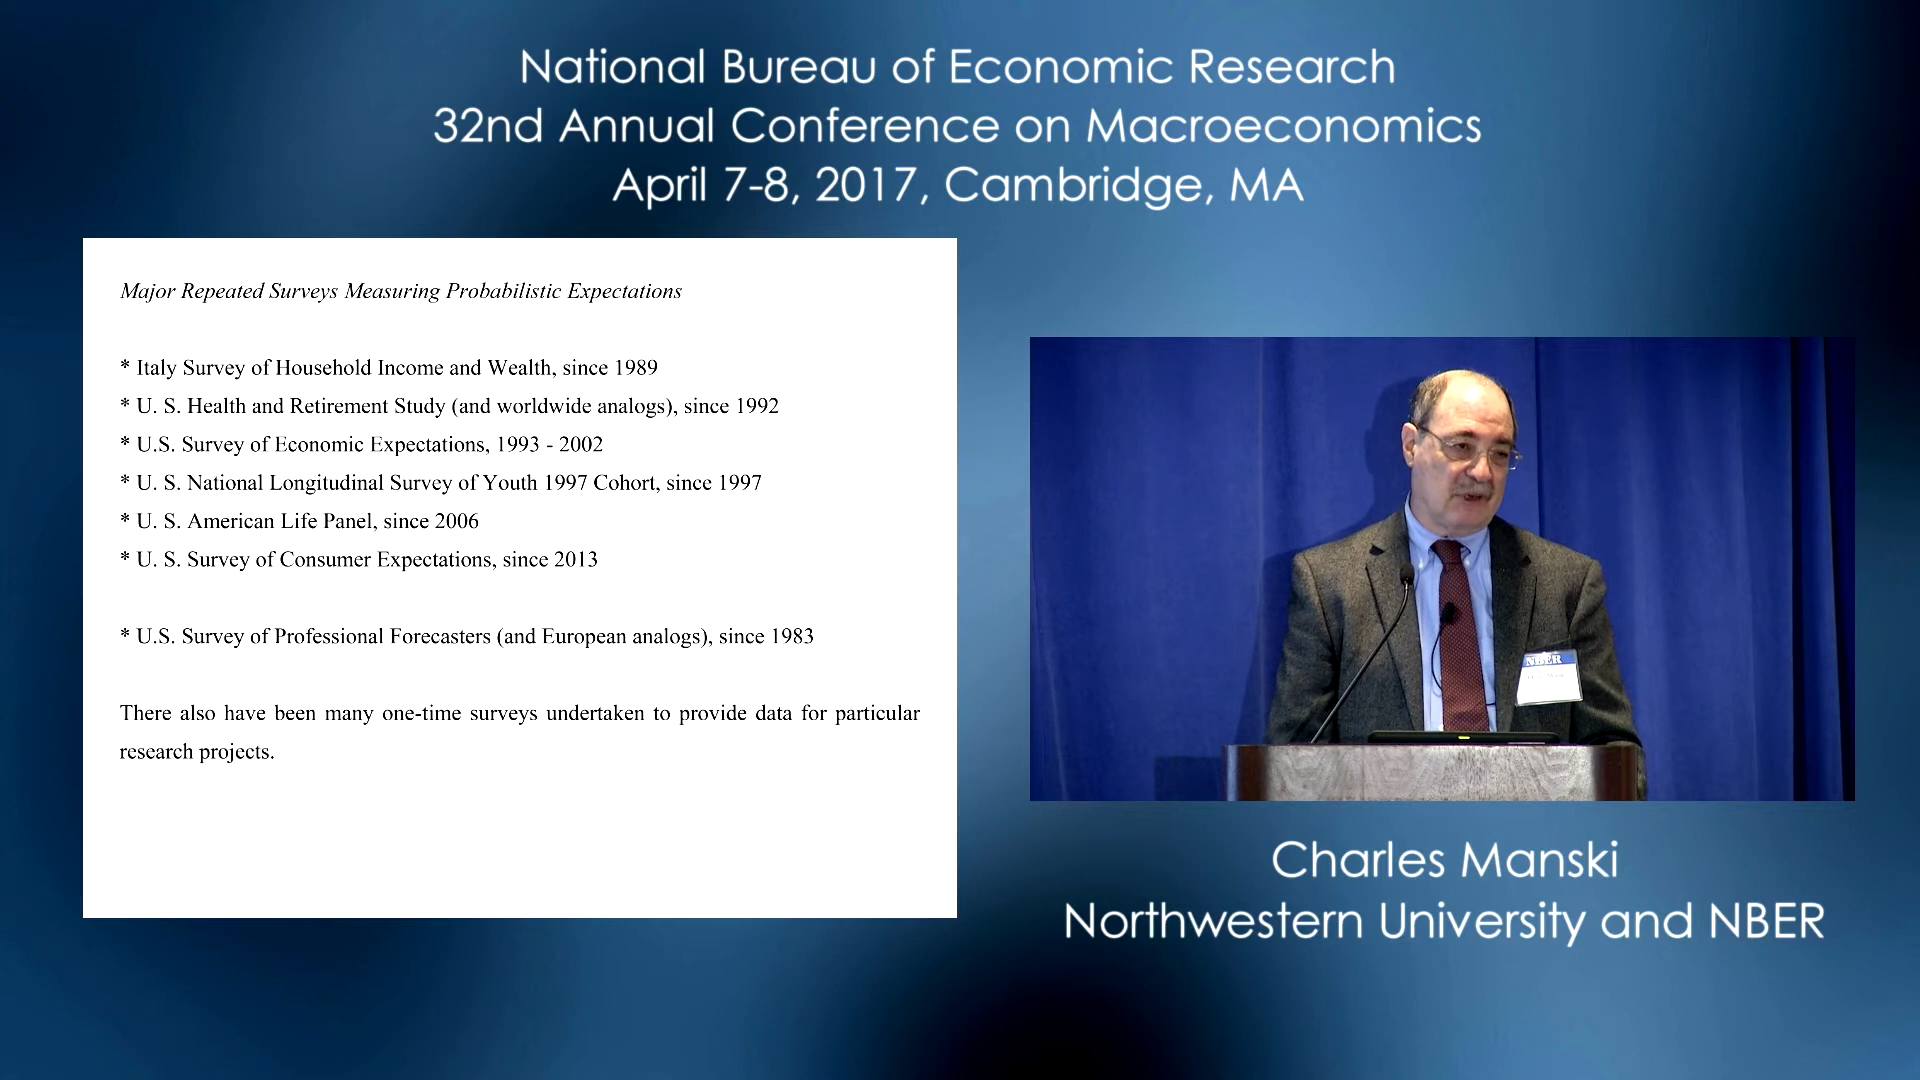 National Bureau of Economic Research
32nd Annual Conference on Macroeconomics
April 7-8, 2017, Cambridge, MA
Major Repeated Surveys Measuring Probabilistic Expectations
* Italy Survey of Household Income and Wealth, since 1989
* U. S. Health and Retirement Study (and worldwide analogs), since 1992
* U.S. Survey of Economic Expectations, 1993 - 2002
* U. S. National Longitudinal Survey of Youth 1997 Cohort, since 1997
* U. S. American Life Panel, since 2006
* U. S. Survey of Consumer Expectations, since 2013
* U.S. Survey of Professional Forecasters (and European analogs), since 1983
There also have been many one-time surveys undertaken to provide data for particular
research projects.
NBER
Charles Manski
Northwestern University and NBER